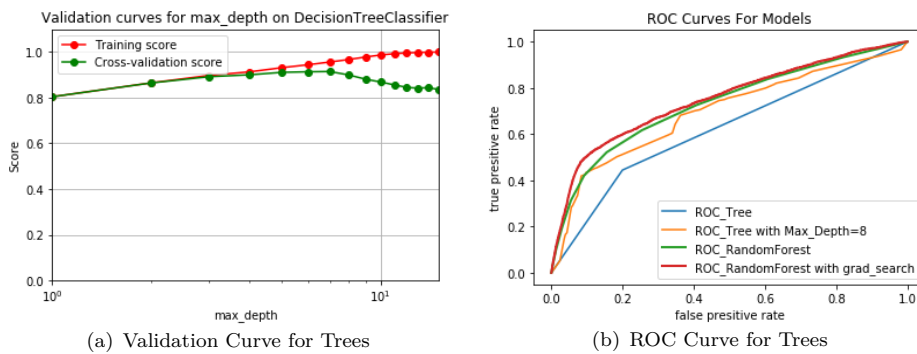 Validation curves for max_depth on DecisionTreeClassifier
Training score
Cross-validation score
1.0
0.8
0.6
0.4
0.2
0.0
Score
10⁰
10¹
max_depth
(a) Validation Curve for Trees
ROC Curves For Models
1.0
0.8
0.6
0.4
0.2
0.0
true presitive rate
ROC_Tree
ROC_Tree with Max_Depth=8
ROC_RandomForest
ROC_RandomForest with grad_search
0.0
0.2
0.4
0.6
0.8
1.0
false presitive rate
(b) ROC Curve for Trees